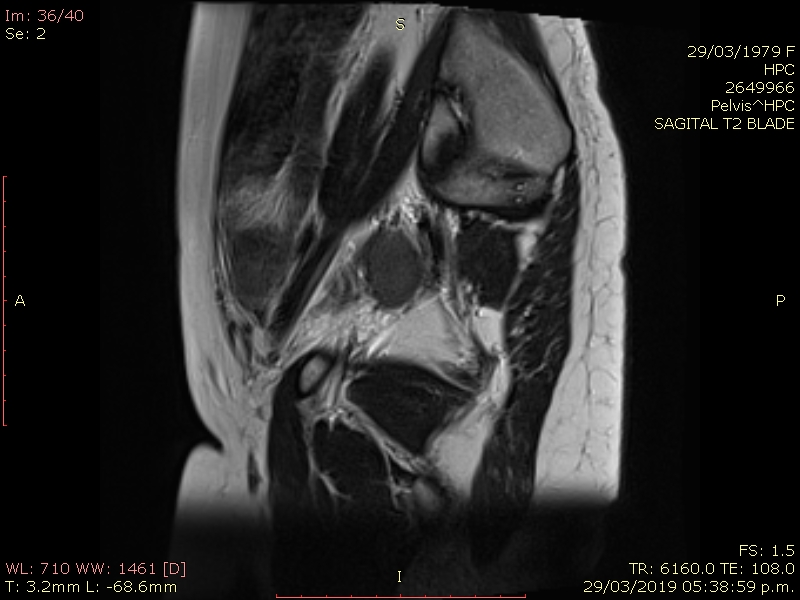 Im: 36/40
Se: 2
S
29/03/1979 F
HPC
2649966
Pelvis^HPC
SAGITAL T2 BLADE
A
P
WL: 710 WW: 1461 [D]
T: 3.2mm L: -68.6mm
I
FS: 1.5
TR: 6160.0 TE: 108.0
29/03/2019 05:38:59 p.m.